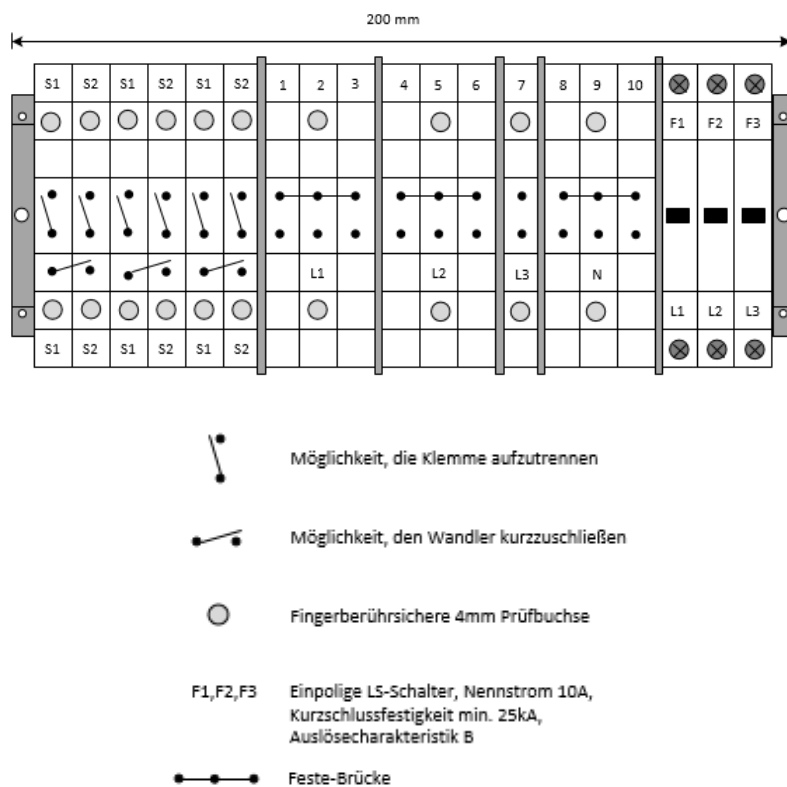 200 mm
S1 S2 S1 S2 S1 S2 1 2 3 4 5 6 7 8 9 10
F1 F2 F3
L1 L2 L3 N
L1 L2 L3
S1 S2 S1 S2 S1 S2
Möglichkeit, die Klemme aufzutrennen
Möglichkeit, den Wandler kurzzuschließen
Fingerberührsichere 4mm Prüfbuchse
F1,F2,F3 Einpolige LS-Schalter, Nennstrom 10A,
Kurzschlussfestigkeit min. 25kA,
Auslösecharakteristik B
Feste-Brücke